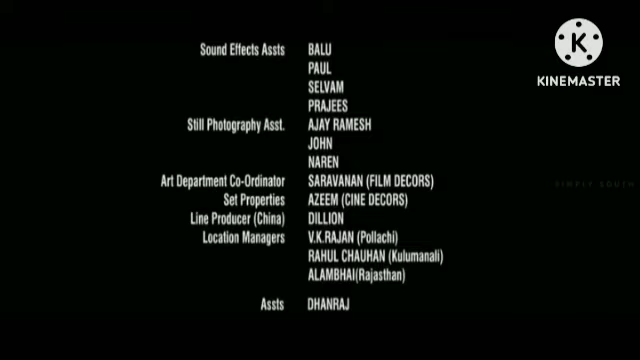 Sound Effects Assts BALU
PAUL
SELVAM
PRAJEES
Still Photography Asst. AJAY RAMESH
JOHN
NAREN
Art Department Co-Ordinator SARAVANAN (FILM DECORS)
Set Properties AZEEM (CINE DECORS)
Line Producer (China) DILLION
Location Managers V.K.RAJAN (Pollachi)
RAHUL CHAUHAN (Kulumanali)
ALAMBHAI(Rajasthan)
Assts DHANRAJ
K
KINEMASTER
SIMPLY SOUTH